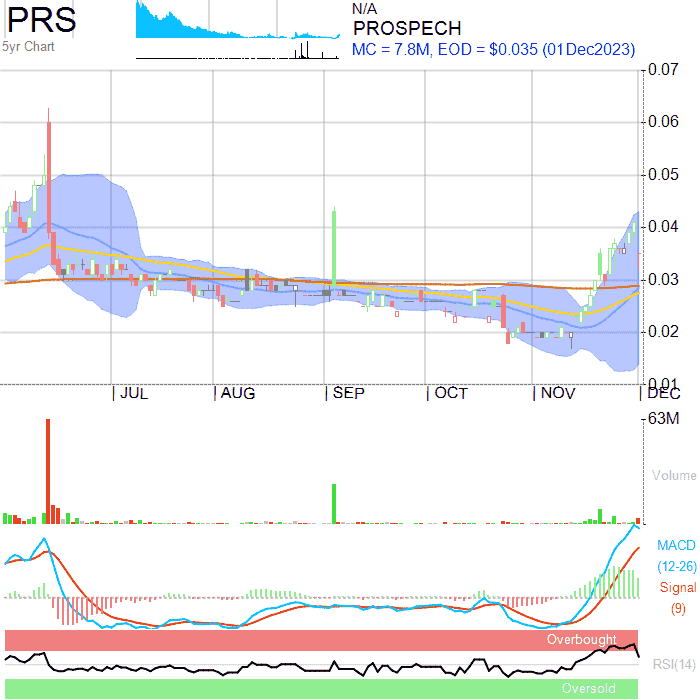 PRS
5yr Chart
N/A
PROSPECH
MC = 7.8M, EOD = $0.035 (01Dec2023)
0.07
0.06
0.05
0.04
0.03
0.02
0.01
JUL AUG SEP OCT NOV DEC
63M
Volume
MACD
(12-26)
Signal
(9)
Overbought
RSI(14)
Oversold